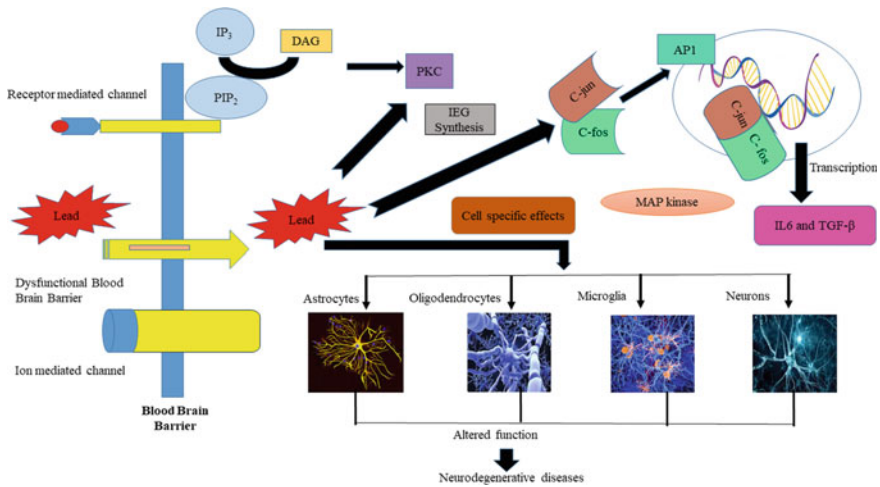 IP3
DAG
AP1
PKC
PIP2
Receptor mediated channel
C-jun
C-fos
C-jun
C- fos
IEG
Synthesis
Transcription
Lead
Lead
Cell specific effects
MAP kinase
IL6 and TGF-β
Dysfunctional Blood
Brain Barrier
Astrocytes
Oligodendrocytes
Microglia
Neurons
Ion mediated channel
Blood Brain
Barrier
Altered function
Neurodegenerative diseases